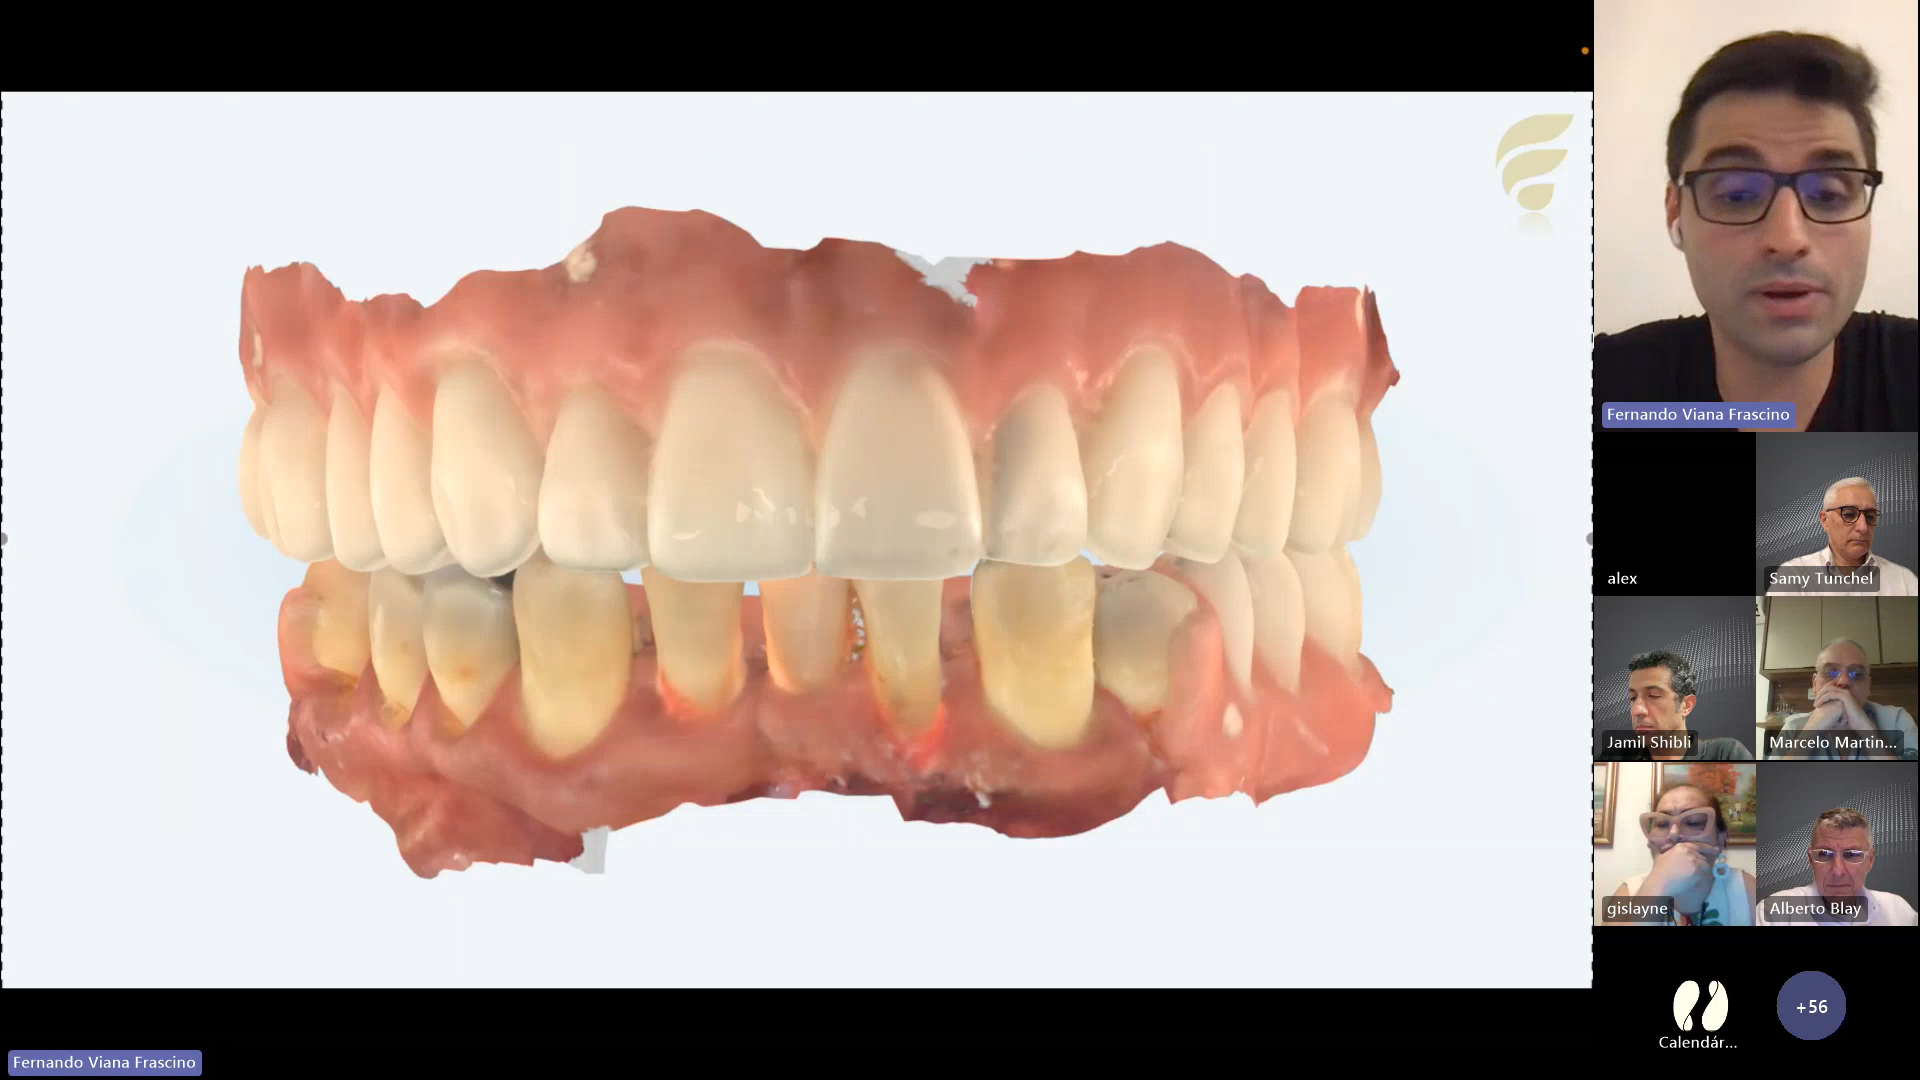 Fernando Viana Frascino
alex
Samy Tunchel
Jamil Shibli
Marcelo Martin...
gislayne
Alberto Blay
+56
Calendár...
Fernando Viana Frascino